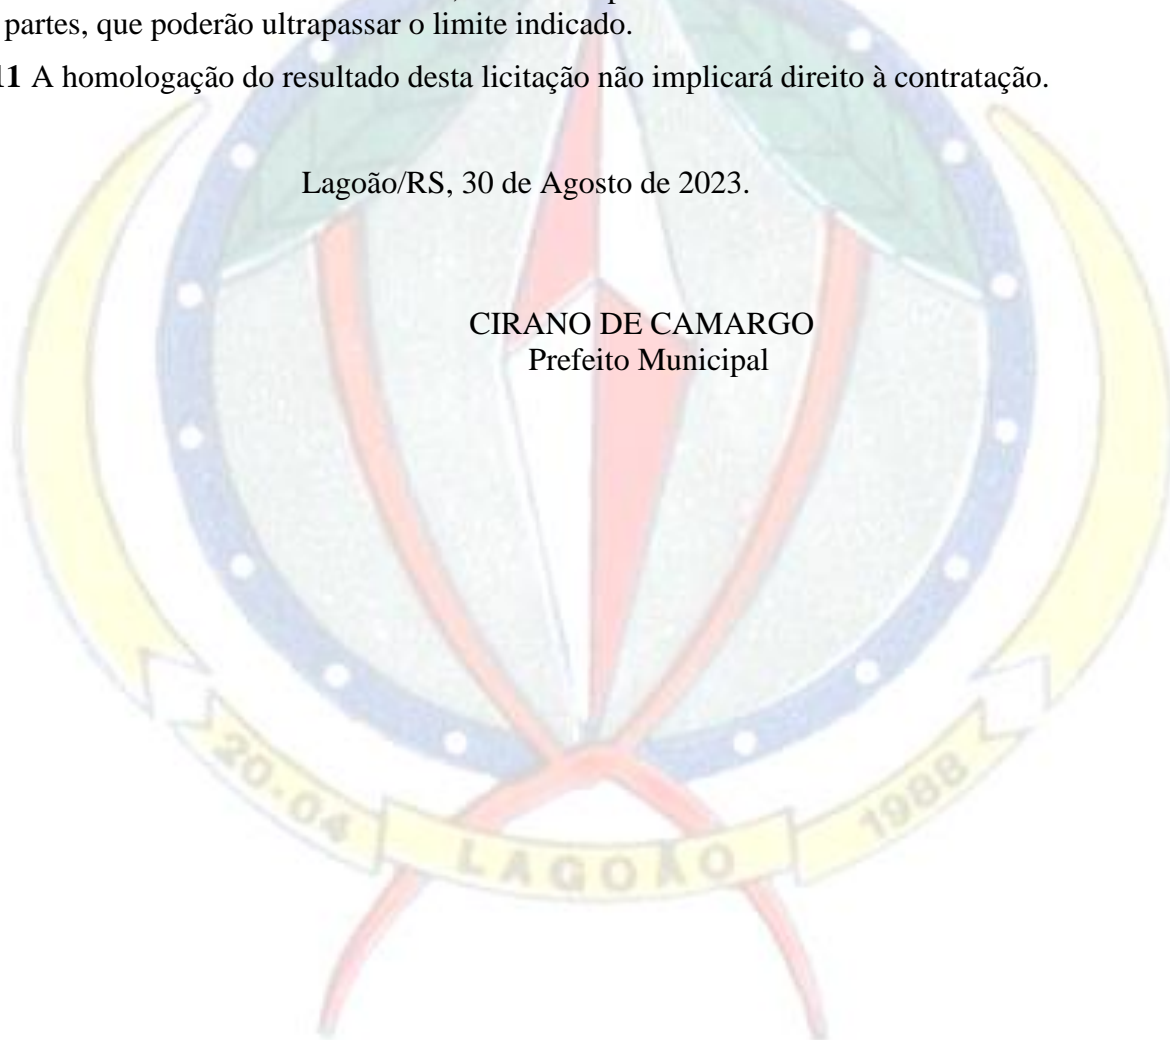 partes, que poderão ultrapassar o limite indicado.
11 A homologação do resultado desta licitação não implicará direito à contratação.
Lagoão/RS, 30 de Agosto de 2023.
CIRANO DE CAMARGO
Prefeito Municipal
20.04 LAGOÃO 1988